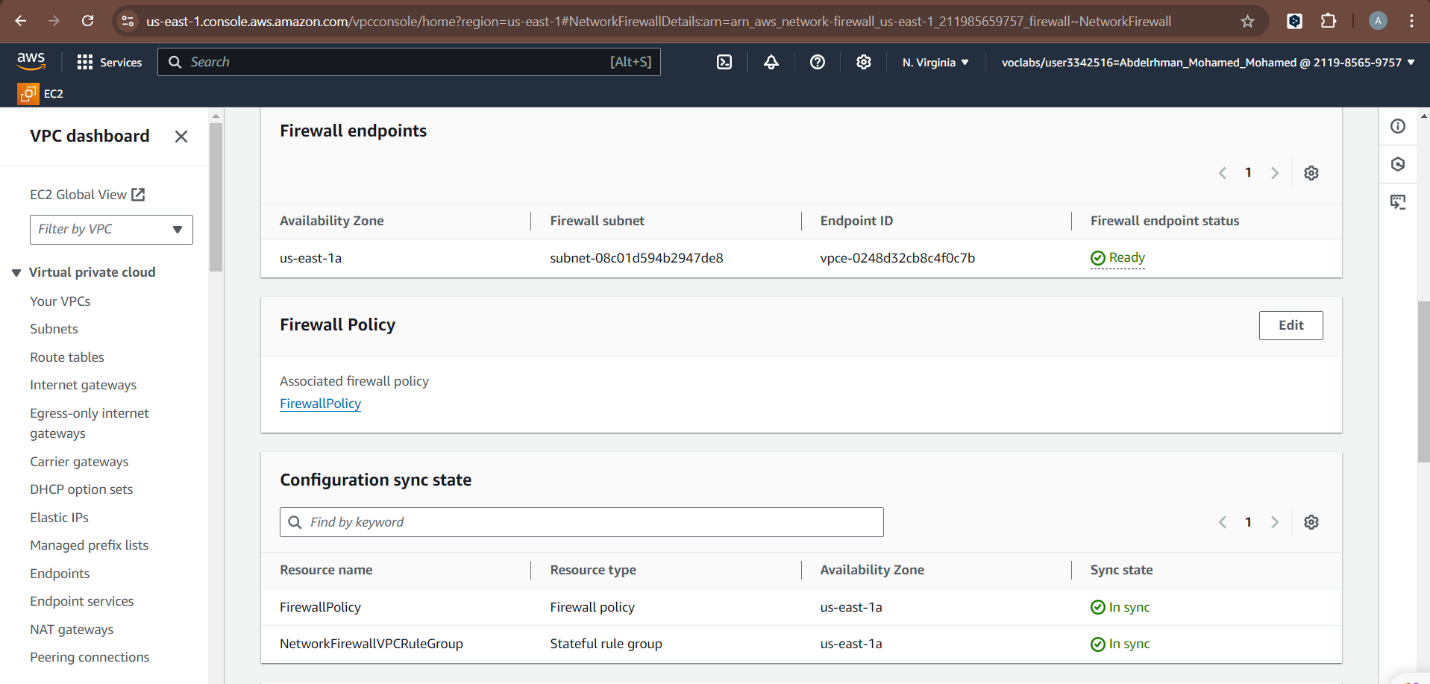 us-east-1.console.aws.amazon.com/vpcconsole/home?region=us-east-1#NetworkFirewallDetails:arn=arn_aws_network-firewall_us-east-1_211985659757_firewall~NetworkFirewall
A
aws
Services
Search
[Alt+S]
N. Virginia
voclabs/user3342516=Abdelrhman_Mohamed_Mohamed @ 2119-8565-9757
EC2
VPC dashboard
EC2 Global View
Filter by VPC
Virtual private cloud
Your VPCs
Subnets
Route tables
Internet gateways
Egress-only internet
gateways
Carrier gateways
DHCP option sets
Elastic IPs
Managed prefix lists
Endpoints
Endpoint services
NAT gateways
Peering connections
Firewall endpoints
1
Availability Zone Firewall subnet Endpoint ID Firewall endpoint status
us-east-1a subnet-08c01d594b2947de8 vpce-0248d32cb8c4f0c7b Ready
Firewall Policy
Edit
Associated firewall policy
FirewallPolicy
Configuration sync state
Find by keyword
1
Resource name Resource type Availability Zone Sync state
FirewallPolicy Firewall policy us-east-1a In sync
NetworkFirewallVPCRuleGroup Stateful rule group us-east-1a In sync